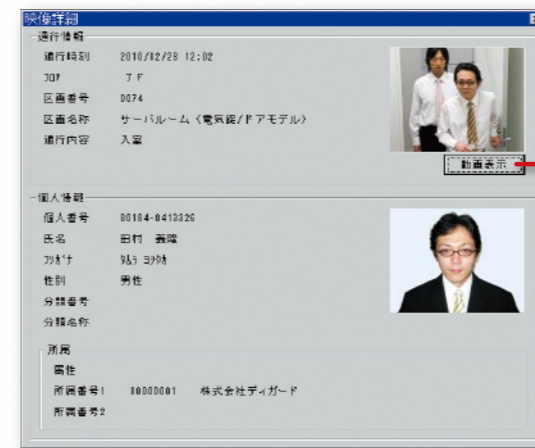 映像詳細
通行情報
通行時刻 2010/12/28 12:02
フロア 7 F
区画番号 0074
区画名称 サーバルーム（電気錠/ドアモデル）
通行内容 入室
動画表示
個人情報
個人番号 00104-0413326
氏名 田村 義隆
フリガナ タムラ ヨシタカ
性別 男性
分類番号
分類名称
所属
属性
所属番号1 00000001 株式会社ディガード
所属番号2